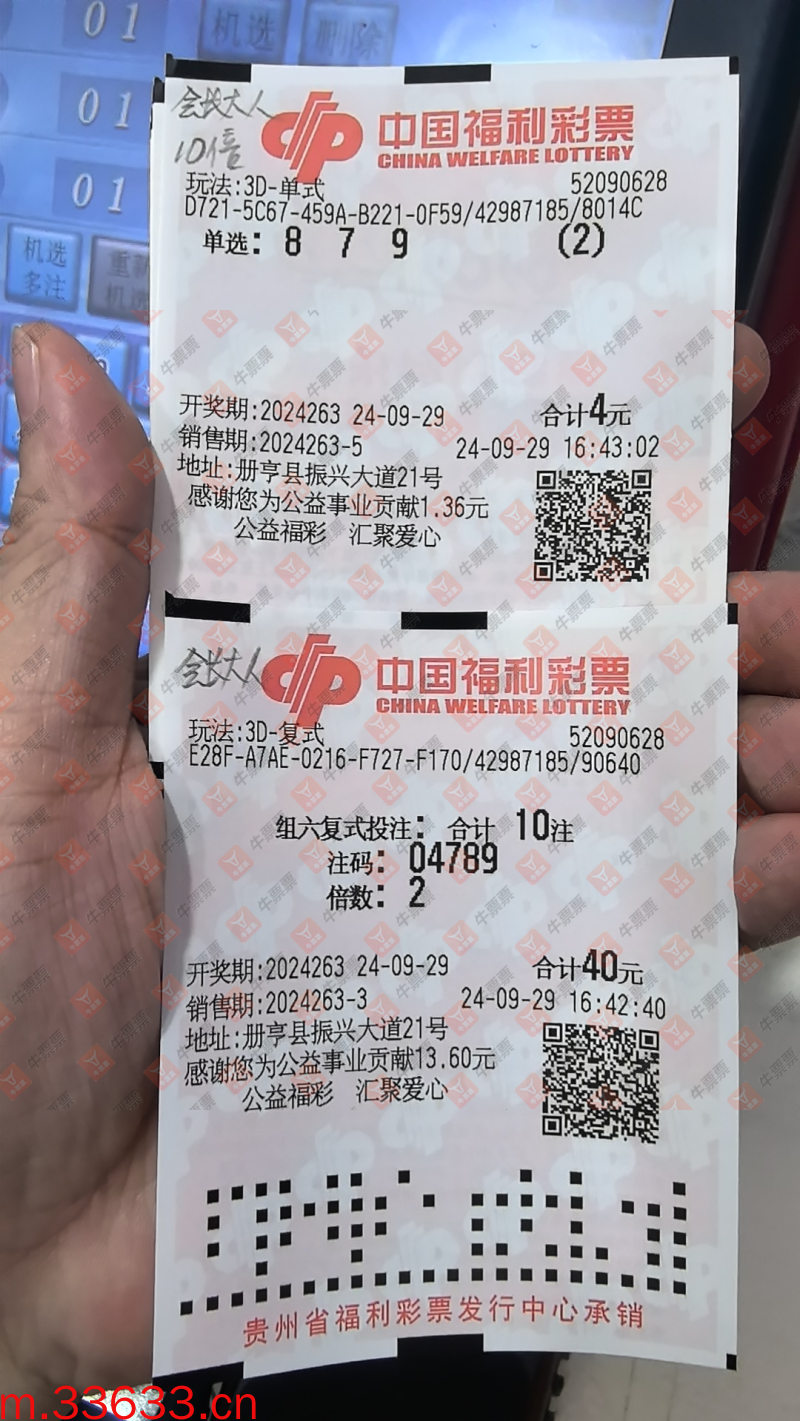 01
机选
删除
01
01
机选
多注
重新
机选
会长大人
10倍
中国福利彩票
CHINA WELFARE LOTTERY
玩法:3D-单式 52090628
D721-5C67-459A-B221-0F59/42987185/8014C
单选: 8 7 9 (2)
开奖期:2024263 24-09-29 合计4元
销售期:2024263-5 24-09-29 16:43:02
地址:册亨县振兴大道21号
感谢您为公益事业贡献1.36元
公益福彩 汇聚爱心
会长大人
中国福利彩票
CHINA WELFARE LOTTERY
玩法:3D-复式 52090628
E28F-A7AE-0216-F727-F170/42987185/90640
组六复式投注: 合计 10注
注码: 04789
倍数: 2
开奖期:2024263 24-09-29 合计40元
销售期:2024263-3 24-09-29 16:42:40
地址:册亨县振兴大道21号
感谢您为公益事业贡献13.60元
公益福彩 汇聚爱心
贵州省福利彩票发行中心承销
牛票票
m.33633.cn